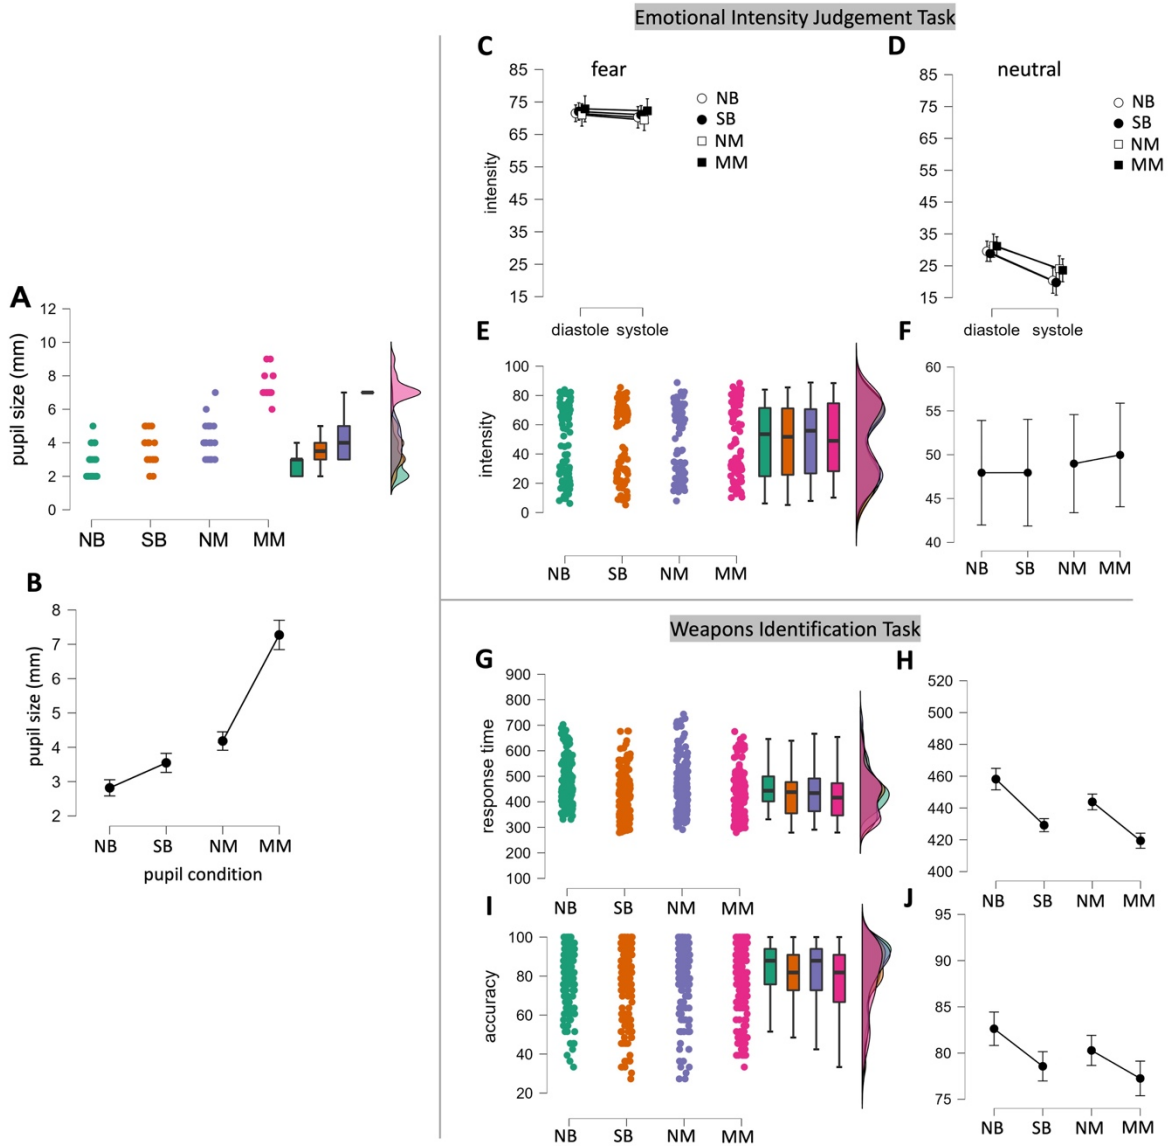 Emotional Intensity Judgement Task
C
fear
85
75
65
55
45
35
25
15
intensity
NB
SB
NM
MM
diastole systole
D
neutral
85
75
65
55
45
35
25
15
NB
SB
NM
MM
diastole systole
A
12
10
8
6
4
2
0
pupil size (mm)
NB SB NM MM
E
100
80
60
40
20
0
intensity
NB SB NM MM
F
60
55
50
45
40
NB SB NM MM
B
8
7
6
5
4
3
2
pupil size (mm)
NB SB NM MM
pupil condition
Weapons Identification Task
G
900
800
700
600
500
400
300
200
100
response time
NB SB NM MM
H
520
500
480
460
440
420
400
NB SB NM MM
I
100
80
60
40
20
accuracy
NB SB NM MM
J
95
90
85
80
75
NB SB NM MM